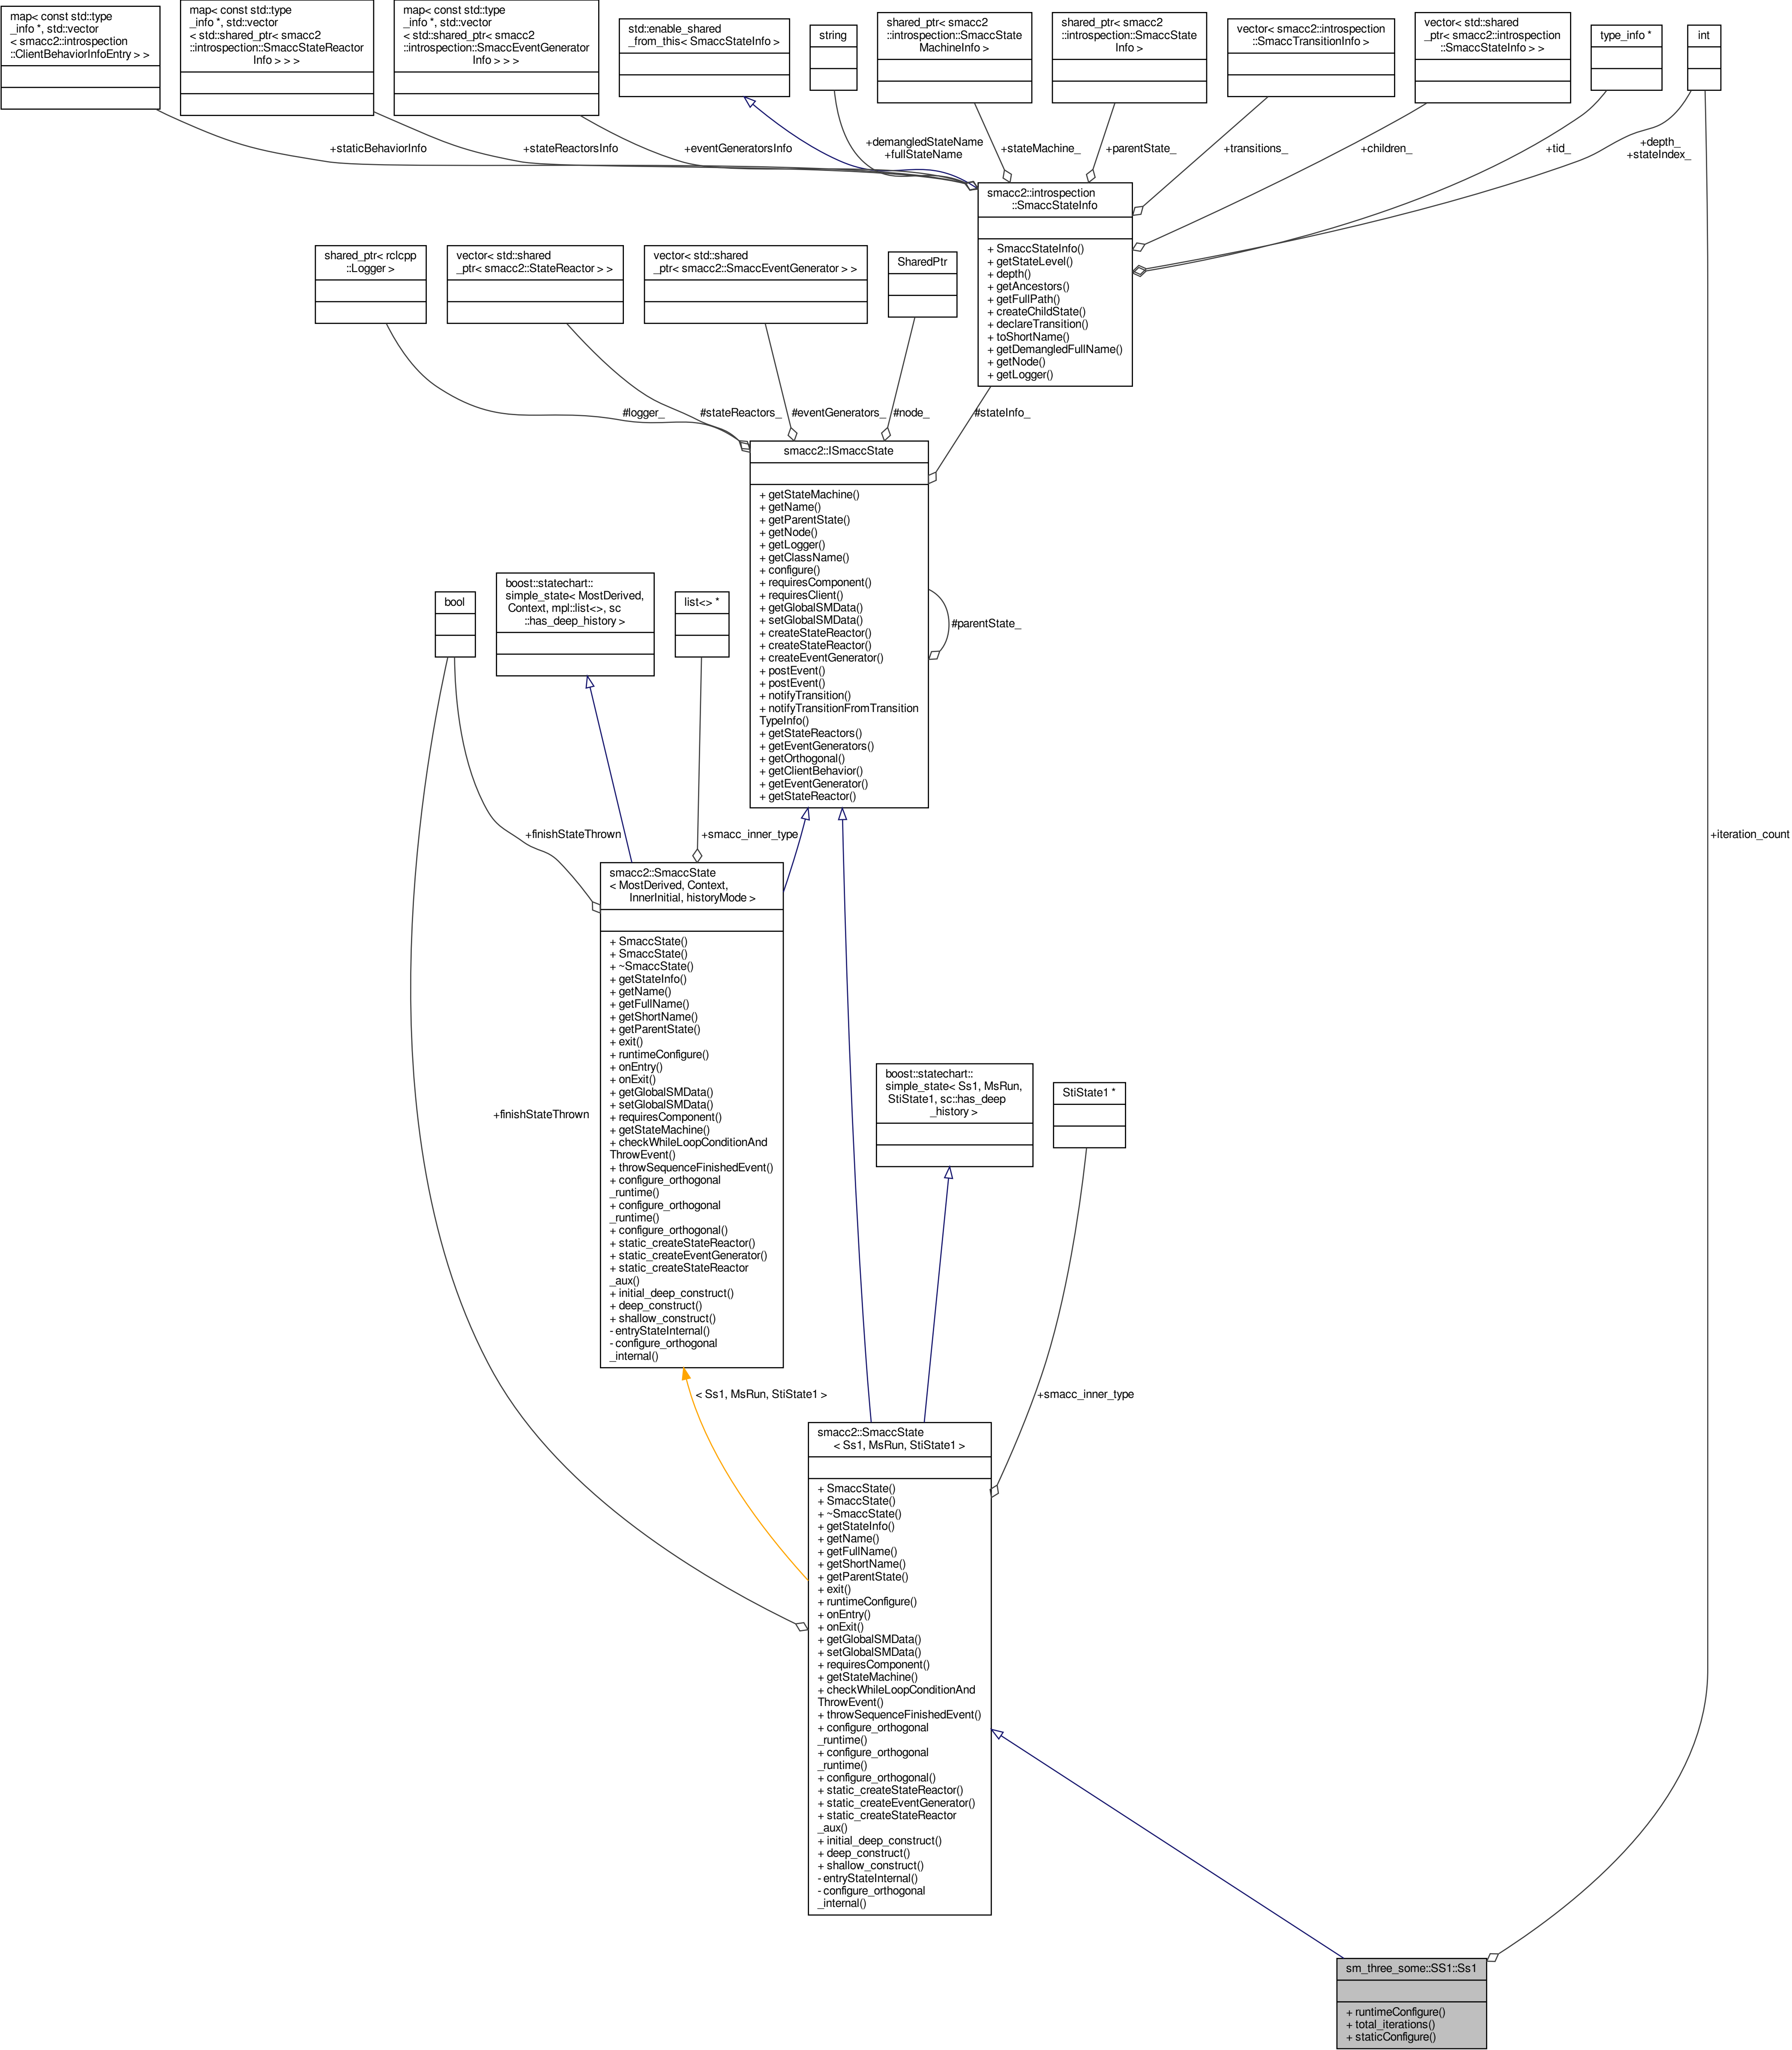 map< const std::type
_info *, std::vector
< smacc2::introspection
::ClientBehaviorInfoEntry > >
map< const std::type
_info *, std::vector
< std::shared_ptr< smacc2
::introspection::SmaccStateReactor
Info > > >
map< const std::type
_info *, std::vector
< std::shared_ptr< smacc2
::introspection::SmaccEventGenerator
Info > > >
std::enable_shared
_from_this< SmaccStateInfo >
string
shared_ptr< smacc2
::introspection::SmaccState
MachineInfo >
shared_ptr< smacc2
::introspection::SmaccState
Info >
vector< smacc2::introspection
::SmaccTransitionInfo >
vector< std::shared
_ptr< smacc2::introspection
::SmaccStateInfo > >
type_info *
int
+staticBehaviorInfo
+stateReactorsInfo
+eventGeneratorsInfo
+demangledStateName
+fullStateName
+stateMachine_
+parentState_
+transitions_
+children_
+tid_
+depth_
+stateIndex_
smacc2::introspection
::SmaccStateInfo
+ SmaccStateInfo()
+ getStateLevel()
+ depth()
+ getAncestors()
+ getFullPath()
+ createChildState()
+ declareTransition()
+ toShortName()
+ getDemangledFullName()
+ getNode()
+ getLogger()
shared_ptr< rclcpp
::Logger >
vector< std::shared
_ptr< smacc2::StateReactor > >
vector< std::shared
_ptr< smacc2::SmaccEventGenerator > >
SharedPtr
#logger_
#stateReactors_
#eventGenerators_
#node_
#stateInfo_
smacc2::ISmaccState
+ getStateMachine()
+ getName()
+ getParentState()
+ getNode()
+ getLogger()
+ getClassName()
+ configure()
+ requiresComponent()
+ requiresClient()
+ getGlobalSMData()
+ setGlobalSMData()
+ createStateReactor()
+ createStateReactor()
+ createEventGenerator()
+ postEvent()
+ postEvent()
+ notifyTransition()
+ notifyTransitionFromTransition
TypeInfo()
+ getStateReactors()
+ getEventGenerators()
+ getOrthogonal()
+ getClientBehavior()
+ getEventGenerator()
+ getStateReactor()
#parentState_
bool
boost::statechart::
simple_state< MostDerived,
Context, mpl::list<>, sc
::has_deep_history >
list<> *
+finishStateThrown
+smacc_inner_type
+iteration_count
smacc2::SmaccState
< MostDerived, Context,
InnerInitial, historyMode >
+ SmaccState()
+ SmaccState()
+ ~SmaccState()
+ getStateInfo()
+ getName()
+ getFullName()
+ getShortName()
+ getParentState()
+ exit()
+ runtimeConfigure()
+ onEntry()
+ onExit()
+ getGlobalSMData()
+ setGlobalSMData()
+ requiresComponent()
+ getStateMachine()
+ checkWhileLoopConditionAnd
ThrowEvent()
+ throwSequenceFinishedEvent()
+ configure_orthogonal
_runtime()
+ configure_orthogonal
_runtime()
+ configure_orthogonal()
+ static_createStateReactor()
+ static_createEventGenerator()
+ static_createStateReactor
_aux()
+ initial_deep_construct()
+ deep_construct()
+ shallow_construct()
- entryStateInternal()
- configure_orthogonal
_internal()
+finishStateThrown
boost::statechart::
simple_state< Ss1, MsRun,
StiState1, sc::has_deep
_history >
StiState1 *
< Ss1, MsRun, StiState1 >
+smacc_inner_type
smacc2::SmaccState
< Ss1, MsRun, StiState1 >
+ SmaccState()
+ SmaccState()
+ ~SmaccState()
+ getStateInfo()
+ getName()
+ getFullName()
+ getShortName()
+ getParentState()
+ exit()
+ runtimeConfigure()
+ onEntry()
+ onExit()
+ getGlobalSMData()
+ setGlobalSMData()
+ requiresComponent()
+ getStateMachine()
+ checkWhileLoopConditionAnd
ThrowEvent()
+ throwSequenceFinishedEvent()
+ configure_orthogonal
_runtime()
+ configure_orthogonal
_runtime()
+ configure_orthogonal()
+ static_createStateReactor()
+ static_createEventGenerator()
+ static_createStateReactor
_aux()
+ initial_deep_construct()
+ deep_construct()
+ shallow_construct()
- entryStateInternal()
- configure_orthogonal
_internal()
sm_three_some::SS1::Ss1
+ runtimeConfigure()
+ total_iterations()
+ staticConfigure()